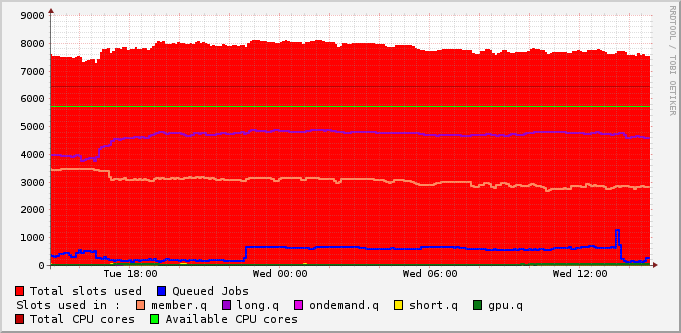 9000
8000
7000
6000
5000
4000
3000
2000
1000
0
Tue 18:00 Wed 00:00 Wed 06:00 Wed 12:00
RRDTOOL / TOBI OETIKER
Total slots used Queued Jobs
Slots used in : member.q long.q ondemand.q short.q gpu.q
Total CPU cores Available CPU cores